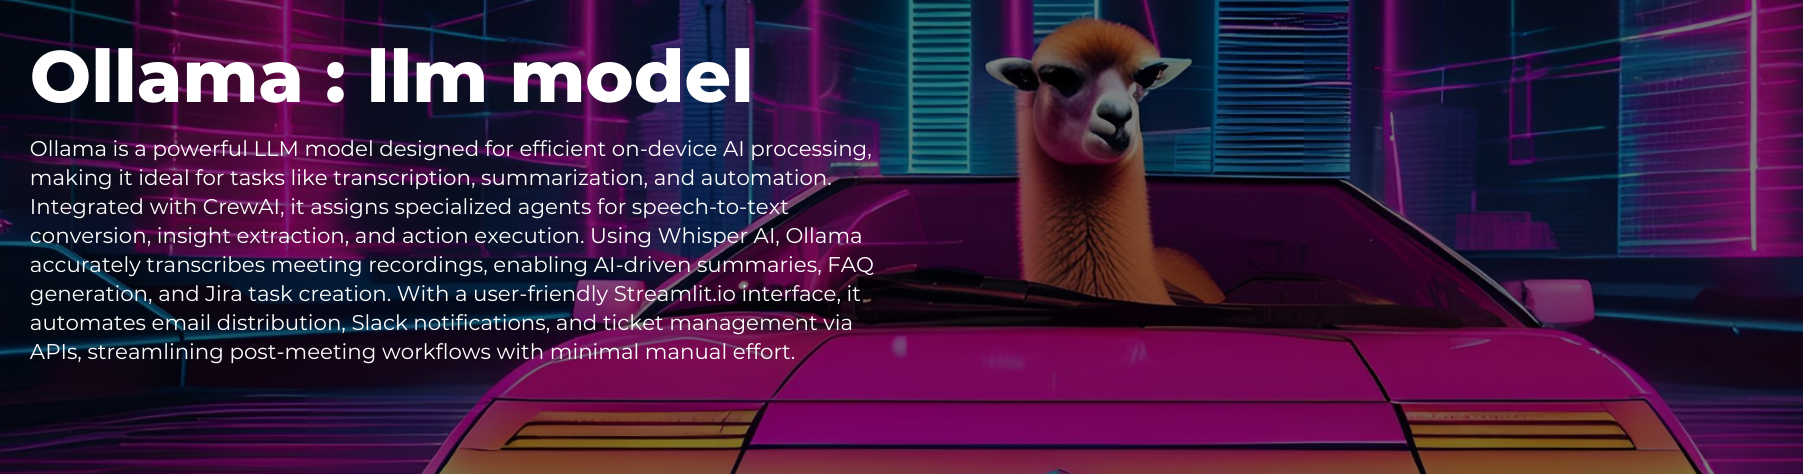 Ollama : llm model
Ollama is a powerful LLM model designed for efficient on-device AI processing,
making it ideal for tasks like transcription, summarization, and automation.
Integrated with CrewAI, it assigns specialized agents for speech-to-text
conversion, insight extraction, and action execution. Using Whisper AI, Ollama
accurately transcribes meeting recordings, enabling AI-driven summaries, FAQ
generation, and Jira task creation. With a user-friendly Streamlit.io interface, it
automates email distribution, Slack notifications, and ticket management via
APIs, streamlining post-meeting workflows with minimal manual effort.